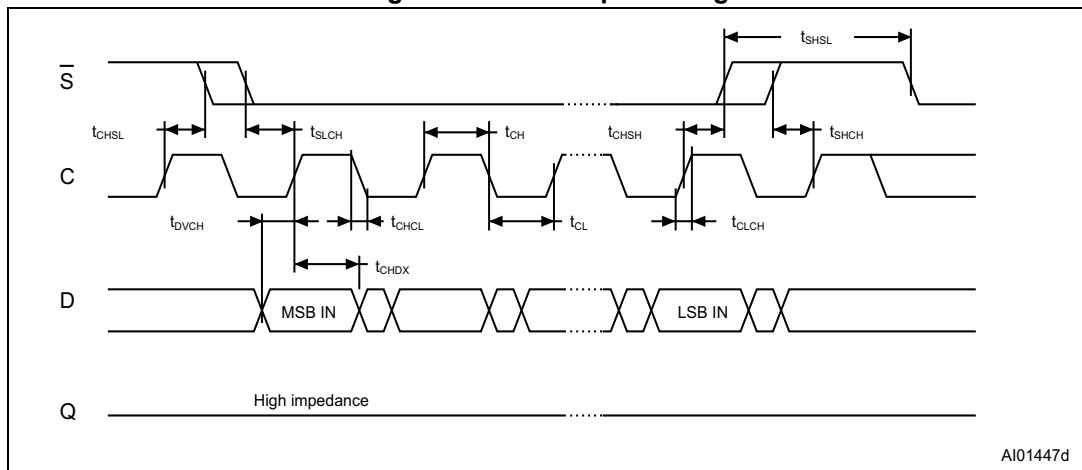 tSHSL
S̅
tCHSL
tSLCH
tCH
tCHSH
tSHCH
C
tDVCH
tCHCL
tCL
tCLCH
tCHDX
D
MSB IN
LSB IN
High impedance
Q
AI01447d